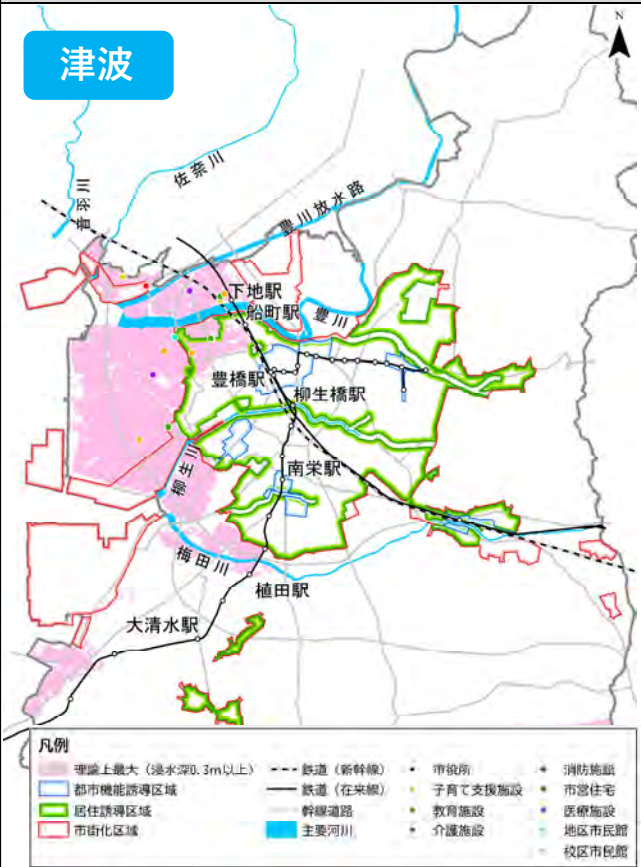 津波
N
佐奈川
音羽川
豊川放水路
下地駅
船町駅
豊川
豊橋駅
柳生橋駅
南栄駅
柳生川
梅田川
植田駅
大清水駅
凡例
理論上最大（浸水深0.3m以上）
都市機能誘導区域
居住誘導区域
市街化区域
鉄道（新幹線）
鉄道（在来線）
幹線道路
主要河川
市役所
子育て支援施設
教育施設
介護施設
消防施設
市営住宅
医療施設
地区市民館
校区市民館